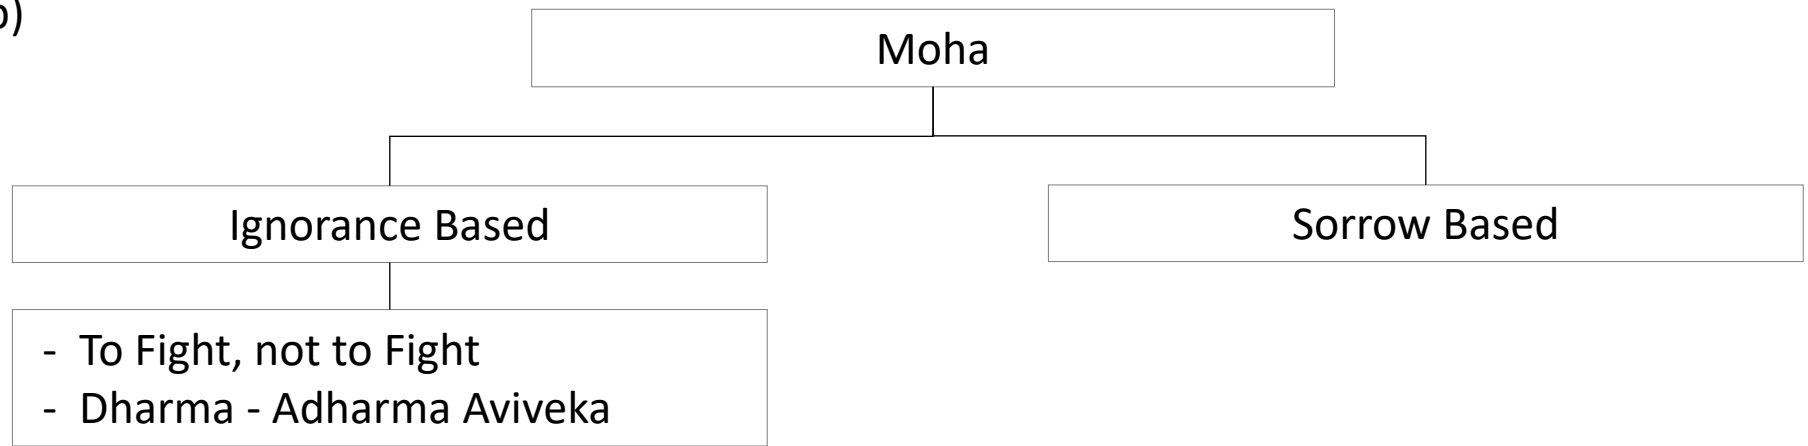 Moha
Ignorance Based
Sorrow Based
- To Fight, not to Fight
- Dharma - Adharma Aviveka